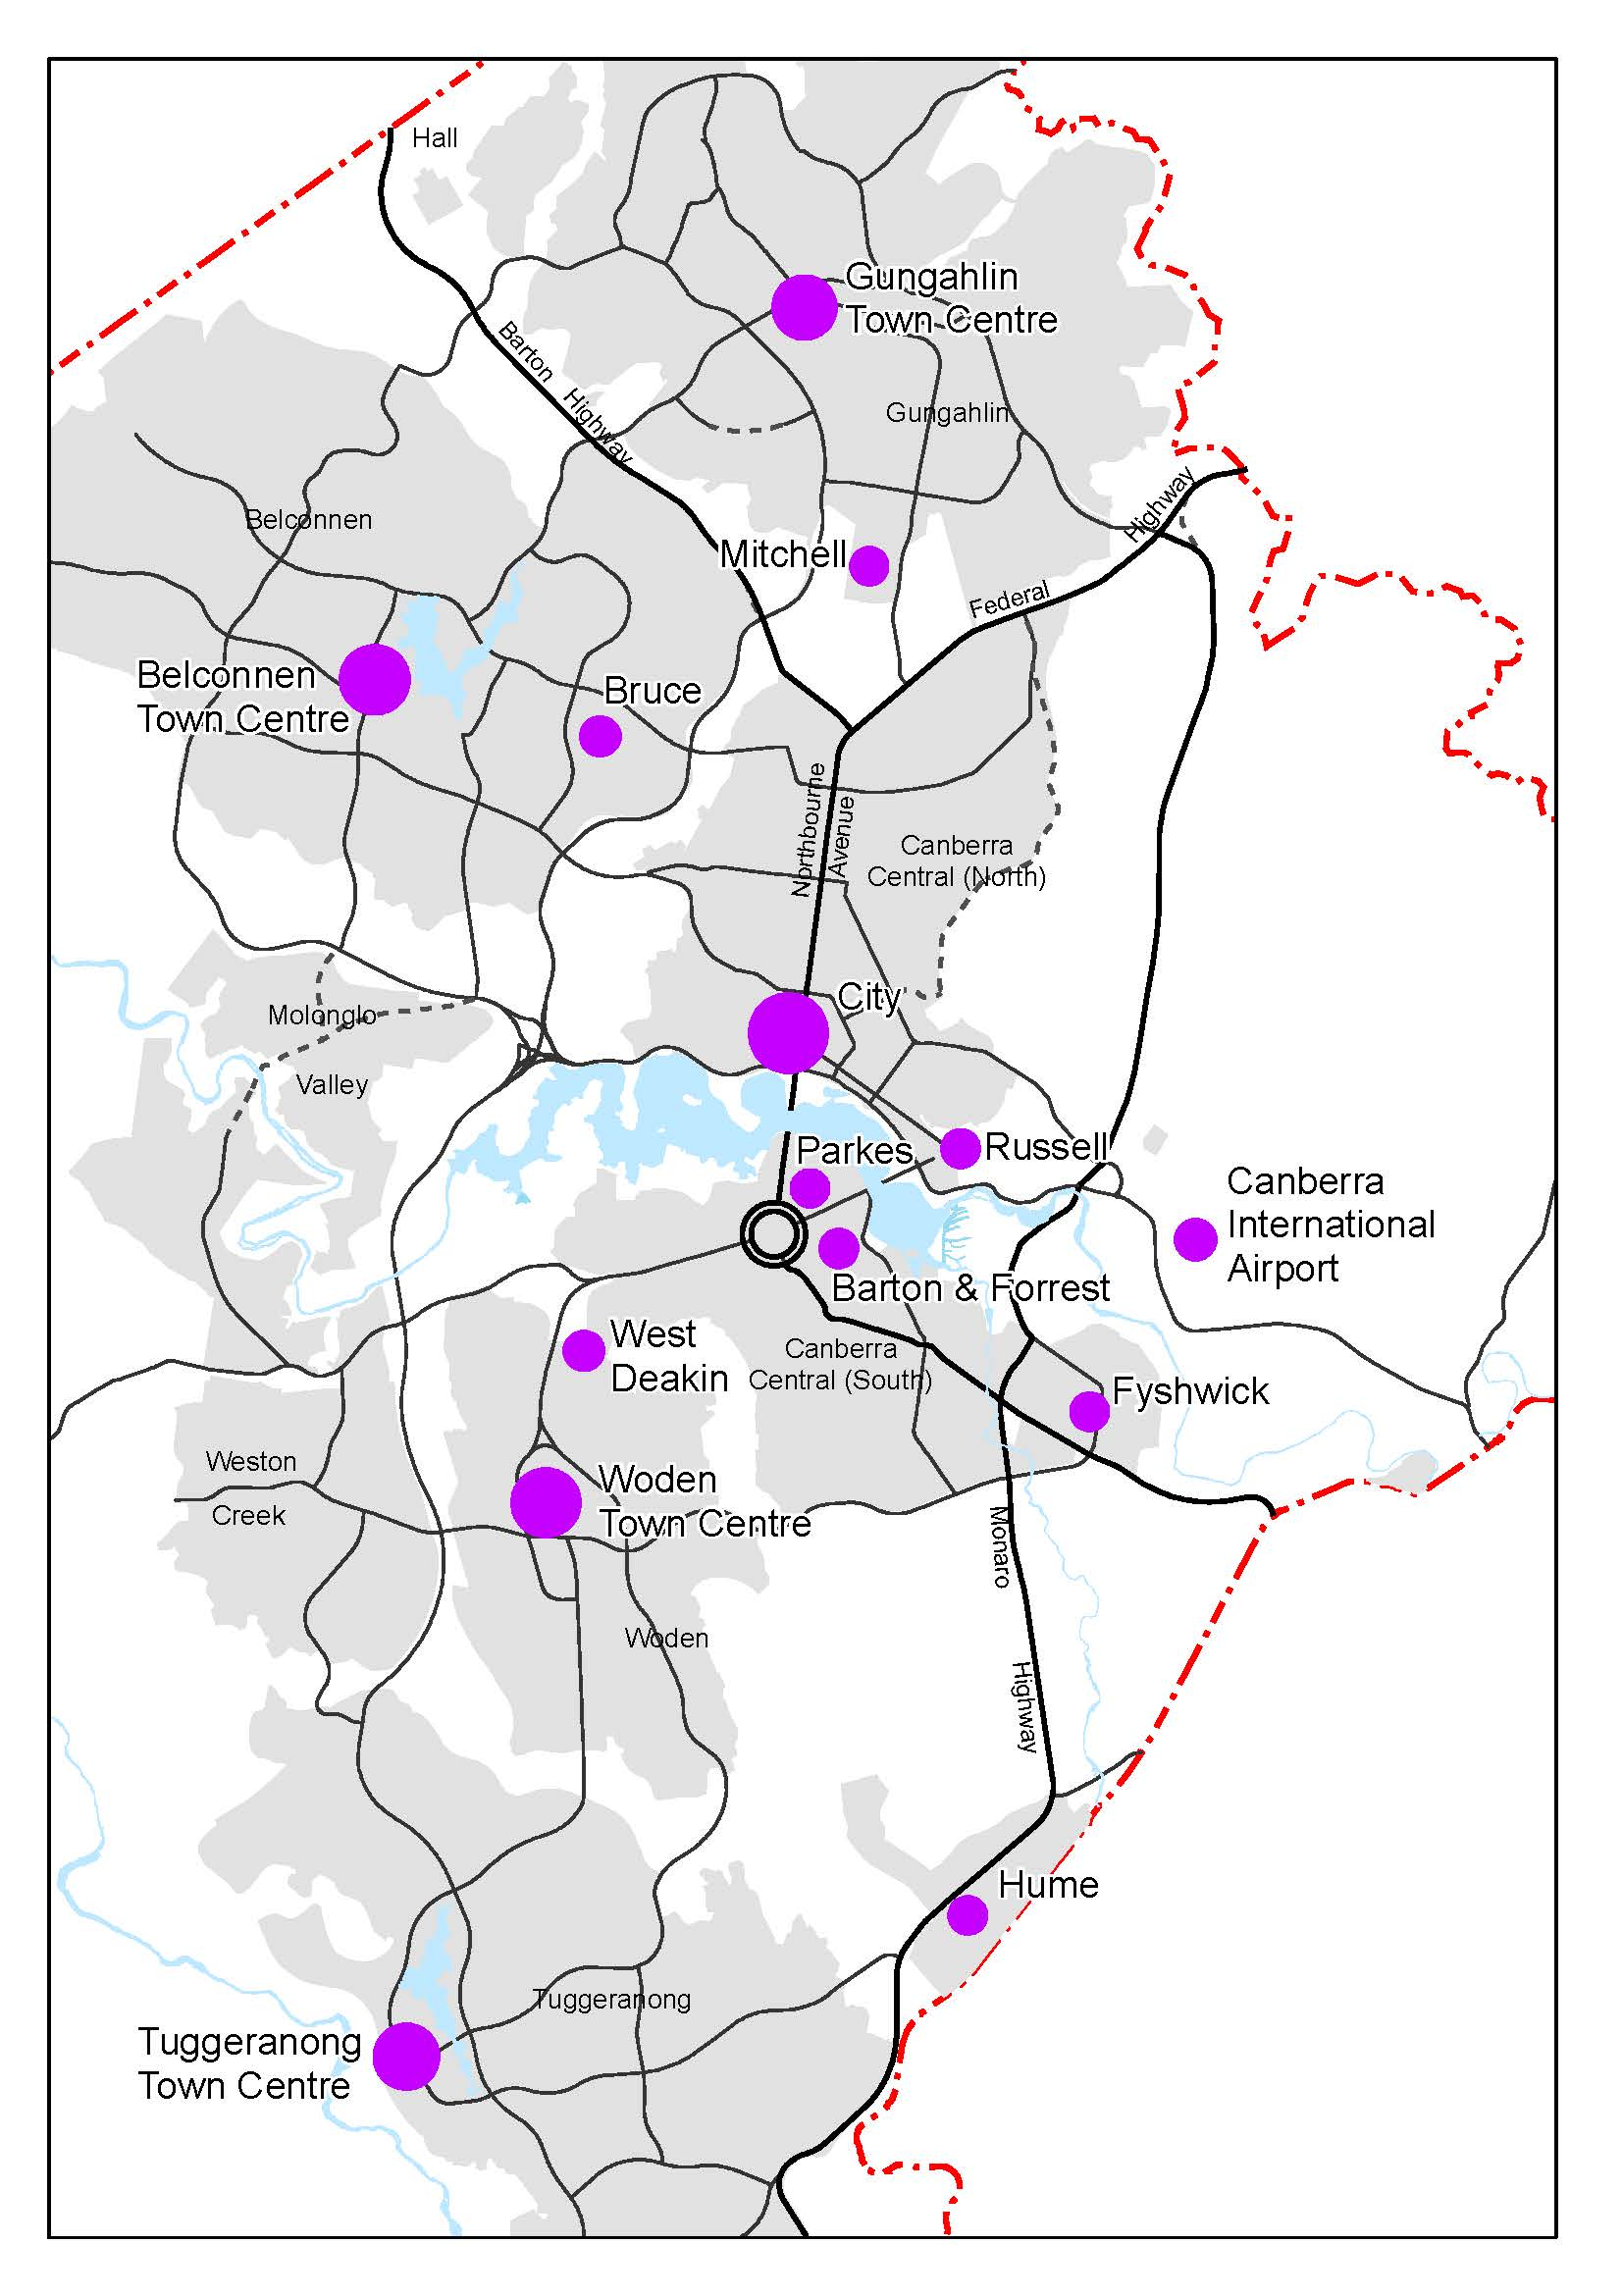 Hall
Gungahlin
Town Centre
Barton Highway
Gungahlin
Highway
Belconnen
Mitchell
Federal
Belconnen
Town Centre
Bruce
Northbourne
Avenue
Canberra
Central (North)
City
Molonglo
Valley
Parkes
Russell
Canberra
International
Airport
Barton & Forrest
West
Deakin
Canberra
Central (South)
Fyshwick
Weston
Creek
Woden
Town Centre
Monaro
Woden
Highway
Hume
Tuggeranong
Tuggeranong
Town Centre